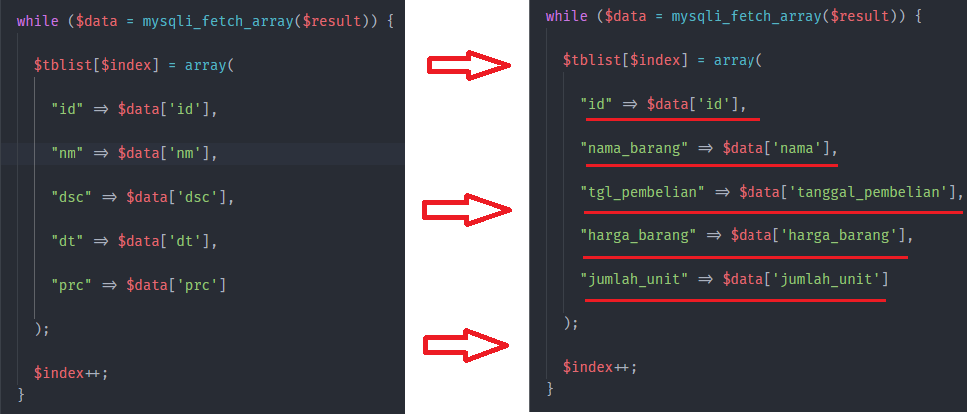 while ($data = mysqli_fetch_array($result)) {
$tblist[$index] = array(
"id" => $data['id'],
"nm" => $data['nm'],
"dsc" => $data['dsc'],
"dt" => $data['dt'],
"prc" => $data['prc']
);
$index++;
}
while ($data = mysqli_fetch_array($result)) {
$tblist[$index] = array(
"id" => $data['id'],
"nama_barang" => $data['nama'],
"tgl_pembelian" => $data['tanggal_pembelian'],
"harga_barang" => $data['harga_barang'],
"jumlah_unit" => $data['jumlah_unit']
);
$index++;
}